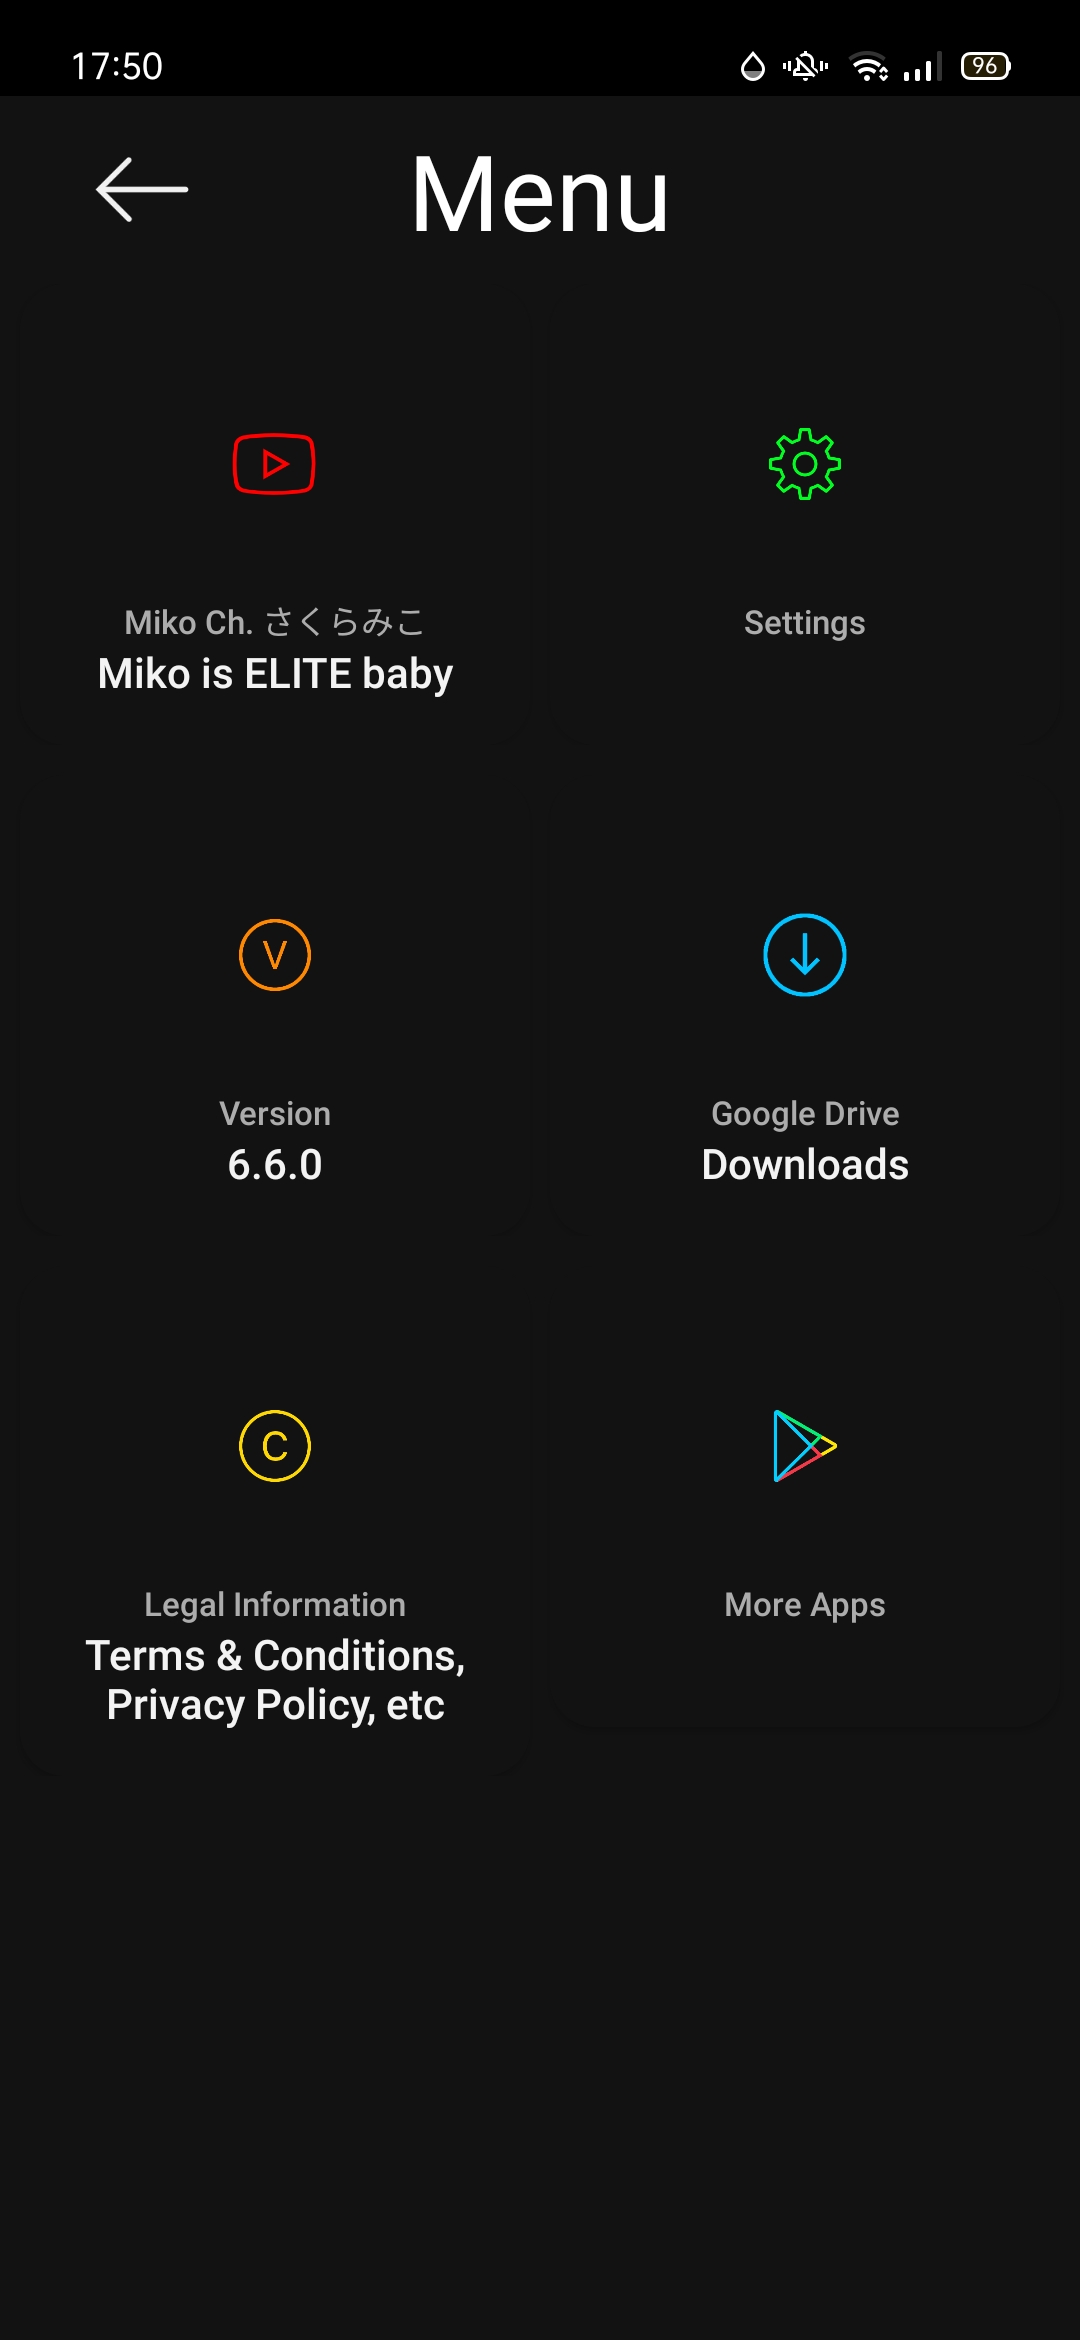 17:50
96
Menu
Miko Ch. さくらみこ
Miko is ELITE baby
Settings
V
Version
6.6.0
Google Drive
Downloads
C
Legal Information
Terms & Conditions,
Privacy Policy, etc
More Apps